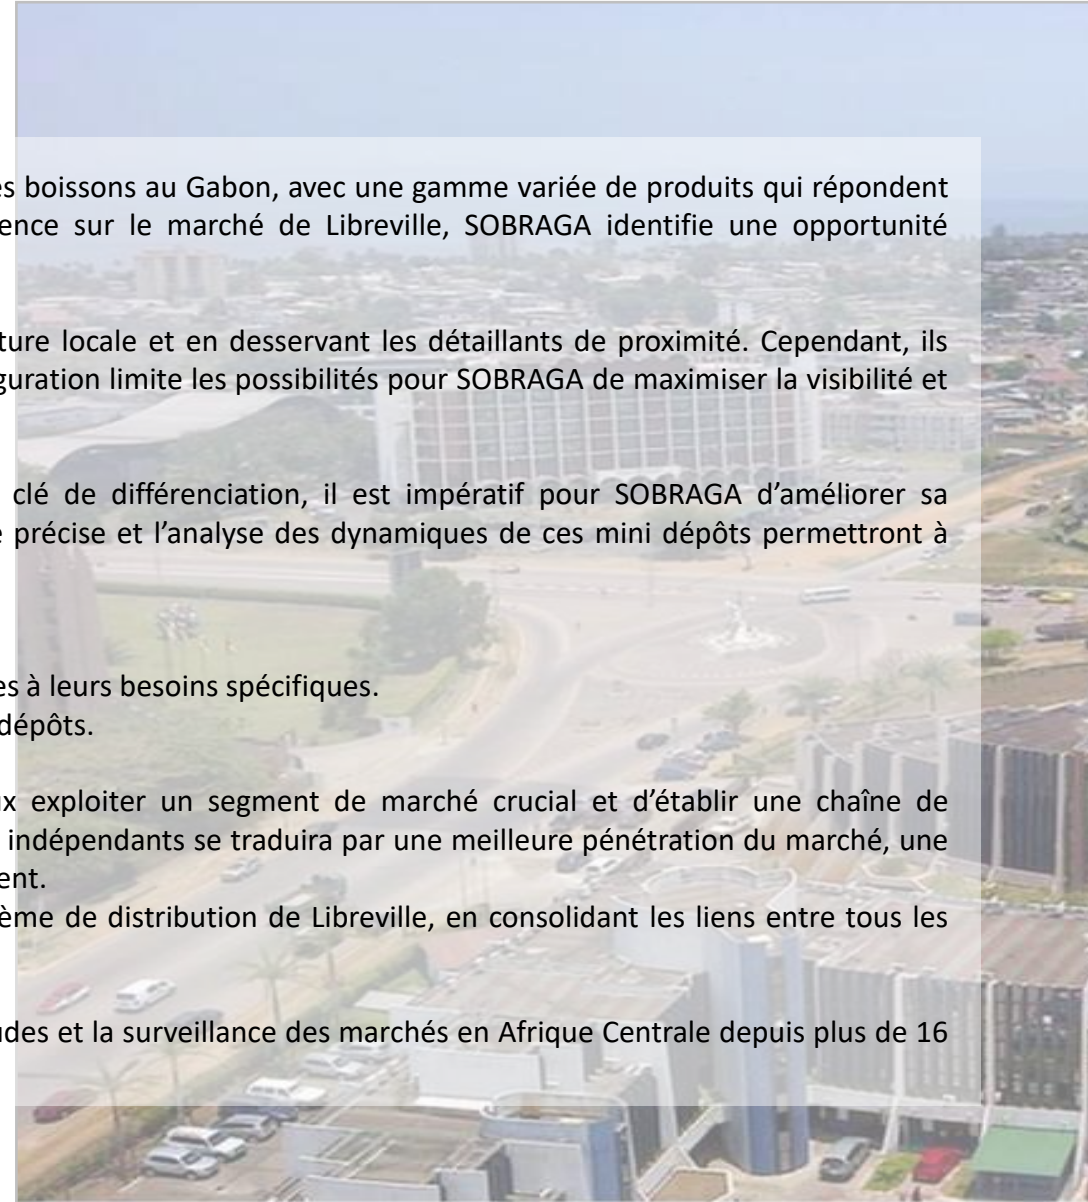 es boissons au Gabon, avec une gamme variée de produits qui répondent
ence sur le marché de Libreville, SOBRAGA identifie une opportunité
ture locale et en desservant les détaillants de proximité. Cependant, ils
guration limite les possibilités pour SOBRAGA de maximiser la visibilité et
clé de différenciation, il est impératif pour SOBRAGA d’améliorer sa
e précise et l’analyse des dynamiques de ces mini dépôts permettront à
es à leurs besoins spécifiques.
dépôts.
ux exploiter un segment de marché crucial et d’établir une chaîne de
indépendants se traduira par une meilleure pénétration du marché, une
ent.
ème de distribution de Libreville, en consolidant les liens entre tous les
udes et la surveillance des marchés en Afrique Centrale depuis plus de 16